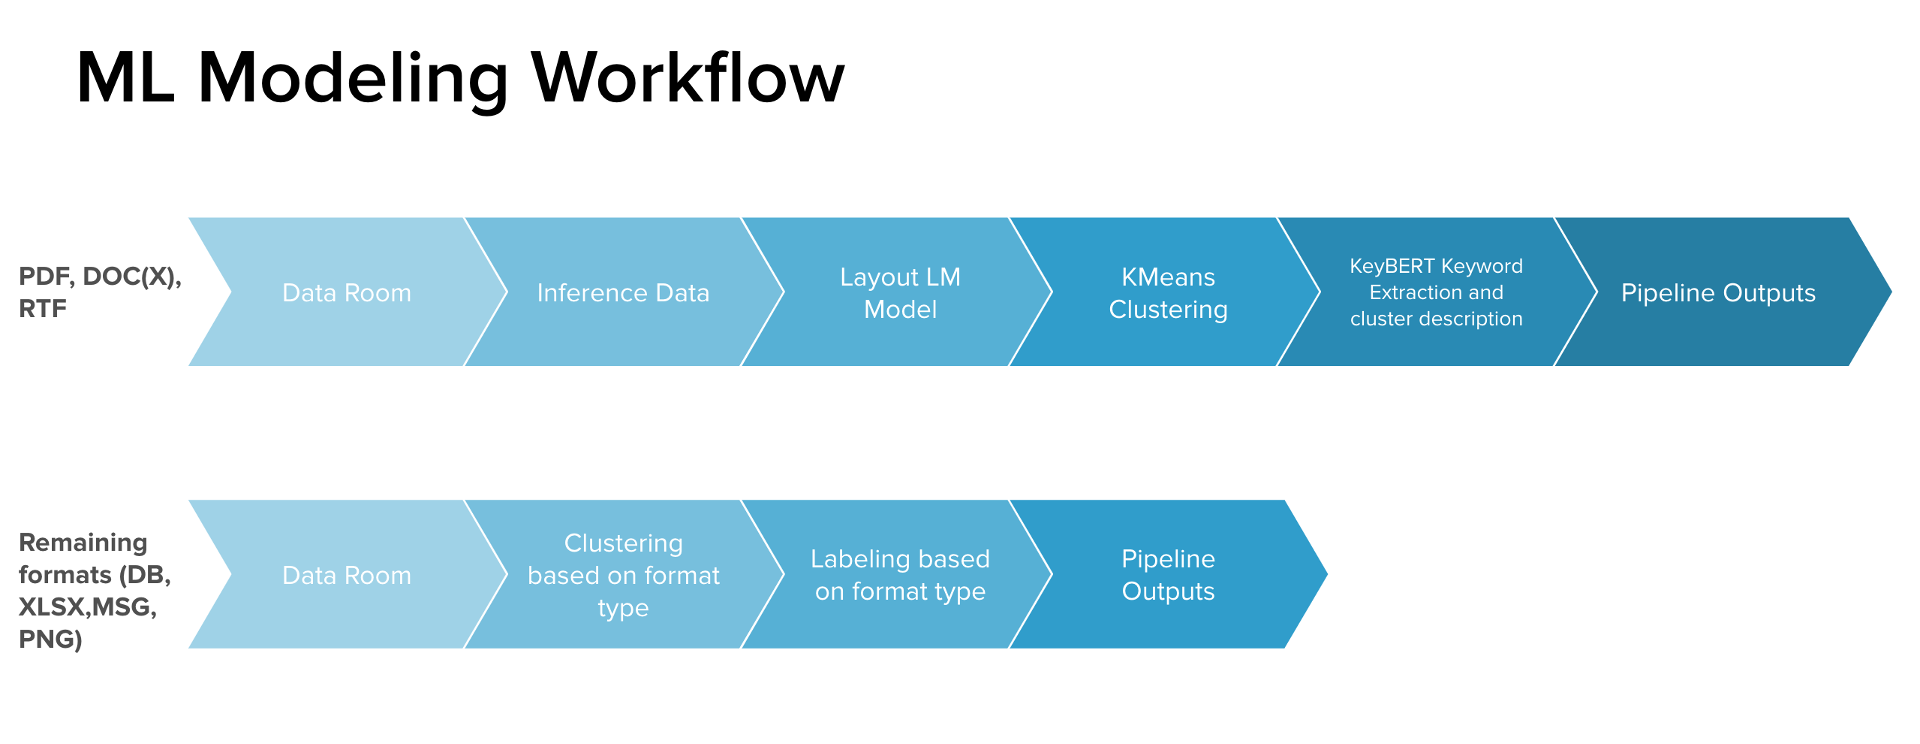 ML Modeling Workflow
PDF, DOC(X),
RTF
Data Room
Inference Data
Layout LM
Model
KMeans
Clustering
KeyBERT Keyword
Extraction and
cluster description
Pipeline Outputs
Remaining
formats (DB,
XLSX,MSG,
PNG)
Data Room
Clustering
based on format
type
Labeling based
on format type
Pipeline
Outputs